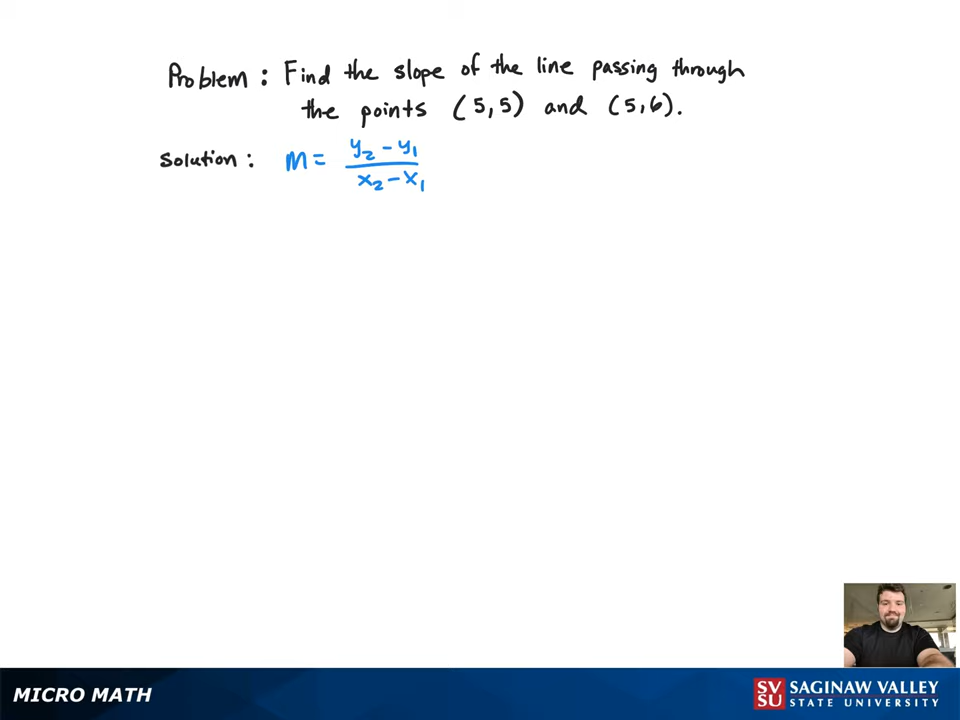 Problem: Find the slope of the line passing through
the points (5,5) and (5,6).
Solution: m = y₂ - y₁ / x₂ - x₁
MICRO MATH
SV SU SAGINAW VALLEY
STATE UNIVERSITY